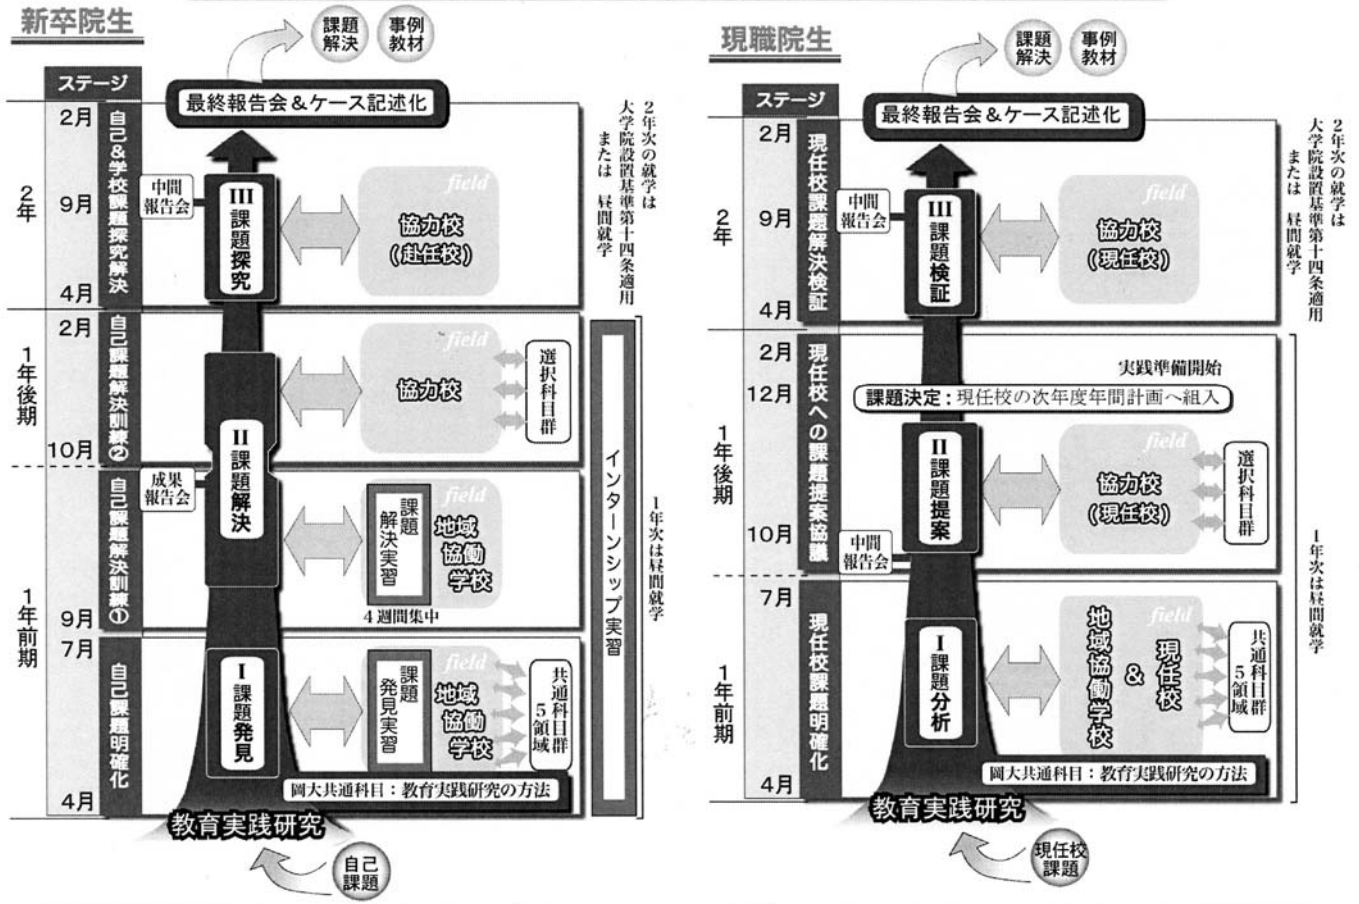 新卒院生
課題
解決
事例
教材
ステージ
最終報告会&ケース記述化
2年
2月
9月
4月
自己&学校課題探究解決
中間
報告会
III 課題探究
field
協力校
(赴任校)
2年次の就学は
大学院設置基準第十四条適用
または 昼間就学
1年後期
2月
10月
自己課題解決訓練②
field
協力校
選択科目群
II 課題解決
成果
報告会
1年前期
9月
自己課題解決訓練①
課題
解決実習
field
地域
協働
学校
4週間集中
7月
4月
自己課題明確化
I 課題発見
課題
発見実習
field
地域
協働
学校
共通科目群
5領域
岡大共通科目:教育実践研究の方法
インターンシップ実習
1年次は昼間就学
教育実践研究
自己
課題
現職院生
課題
解決
事例
教材
ステージ
最終報告会&ケース記述化
2年
2月
9月
4月
現任校課題解決検証
中間
報告会
III 課題検証
field
協力校
(現任校)
2年次の就学は
大学院設置基準第十四条適用
または 昼間就学
1年後期
2月
12月
10月
現任校への課題提案協議
実践準備開始
課題決定:現任校の次年度年間計画へ組入
II 課題提案
field
協力校
(現任校)
選択科目群
中間
報告会
1年前期
7月
4月
現任校課題明確化
I 課題分析
field
現任校
&
地域協働学校
共通科目群
5領域
岡大共通科目:教育実践研究の方法
1年次は昼間就学
教育実践研究
現任校
課題